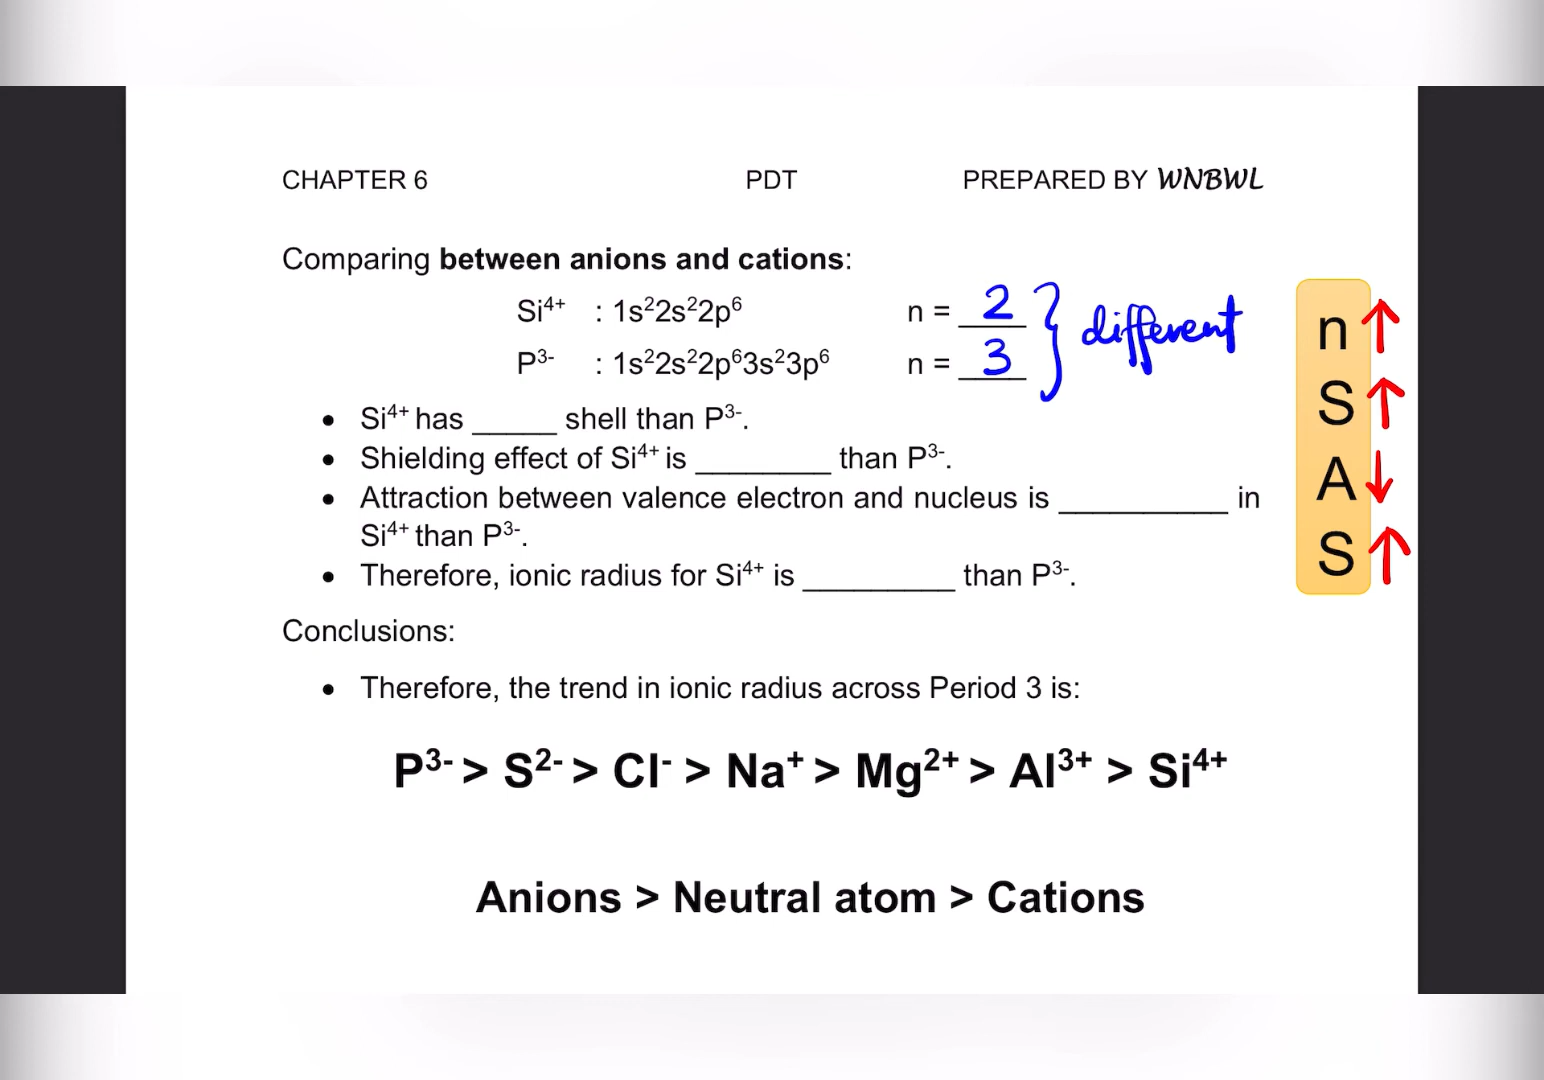 CHAPTER 6 PDT PREPARED BY WNBWL
Comparing between anions and cations:
Si⁴⁺ : 1s²2s²2p⁶ n = 2
different
P³⁻ : 1s²2s²2p⁶3s²3p⁶ n = 3
• Si⁴⁺ has _____ shell than P³⁻.
• Shielding effect of Si⁴⁺ is ________ than P³⁻.
• Attraction between valence electron and nucleus is __________ in
Si⁴⁺ than P³⁻.
• Therefore, ionic radius for Si⁴⁺ is _________ than P³⁻.
n ↑
S ↑
A ↓
S ↑
Conclusions:
• Therefore, the trend in ionic radius across Period 3 is:
P³⁻ > S²⁻ > Cl⁻ > Na⁺ > Mg²⁺ > Al³⁺ > Si⁴⁺
Anions > Neutral atom > Cations